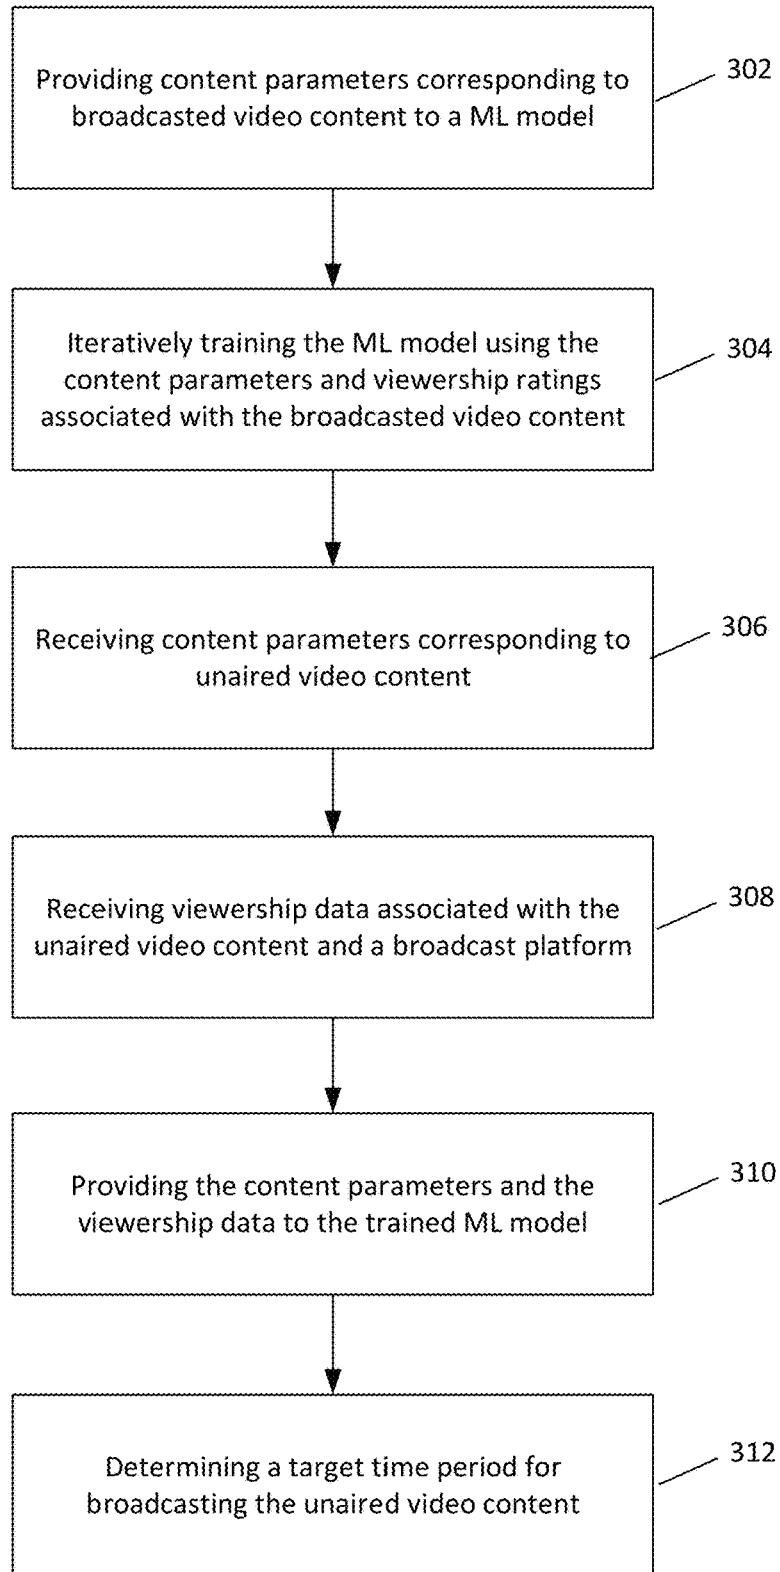 Providing content parameters corresponding to
broadcasted video content to a ML model
302
Iteratively training the ML model using the
content parameters and viewership ratings
associated with the broadcasted video content
304
Receiving content parameters corresponding to
unaired video content
306
Receiving viewership data associated with the
unaired video content and a broadcast platform
308
Providing the content parameters and the
viewership data to the trained ML model
310
Determining a target time period for
broadcasting the unaired video content
312